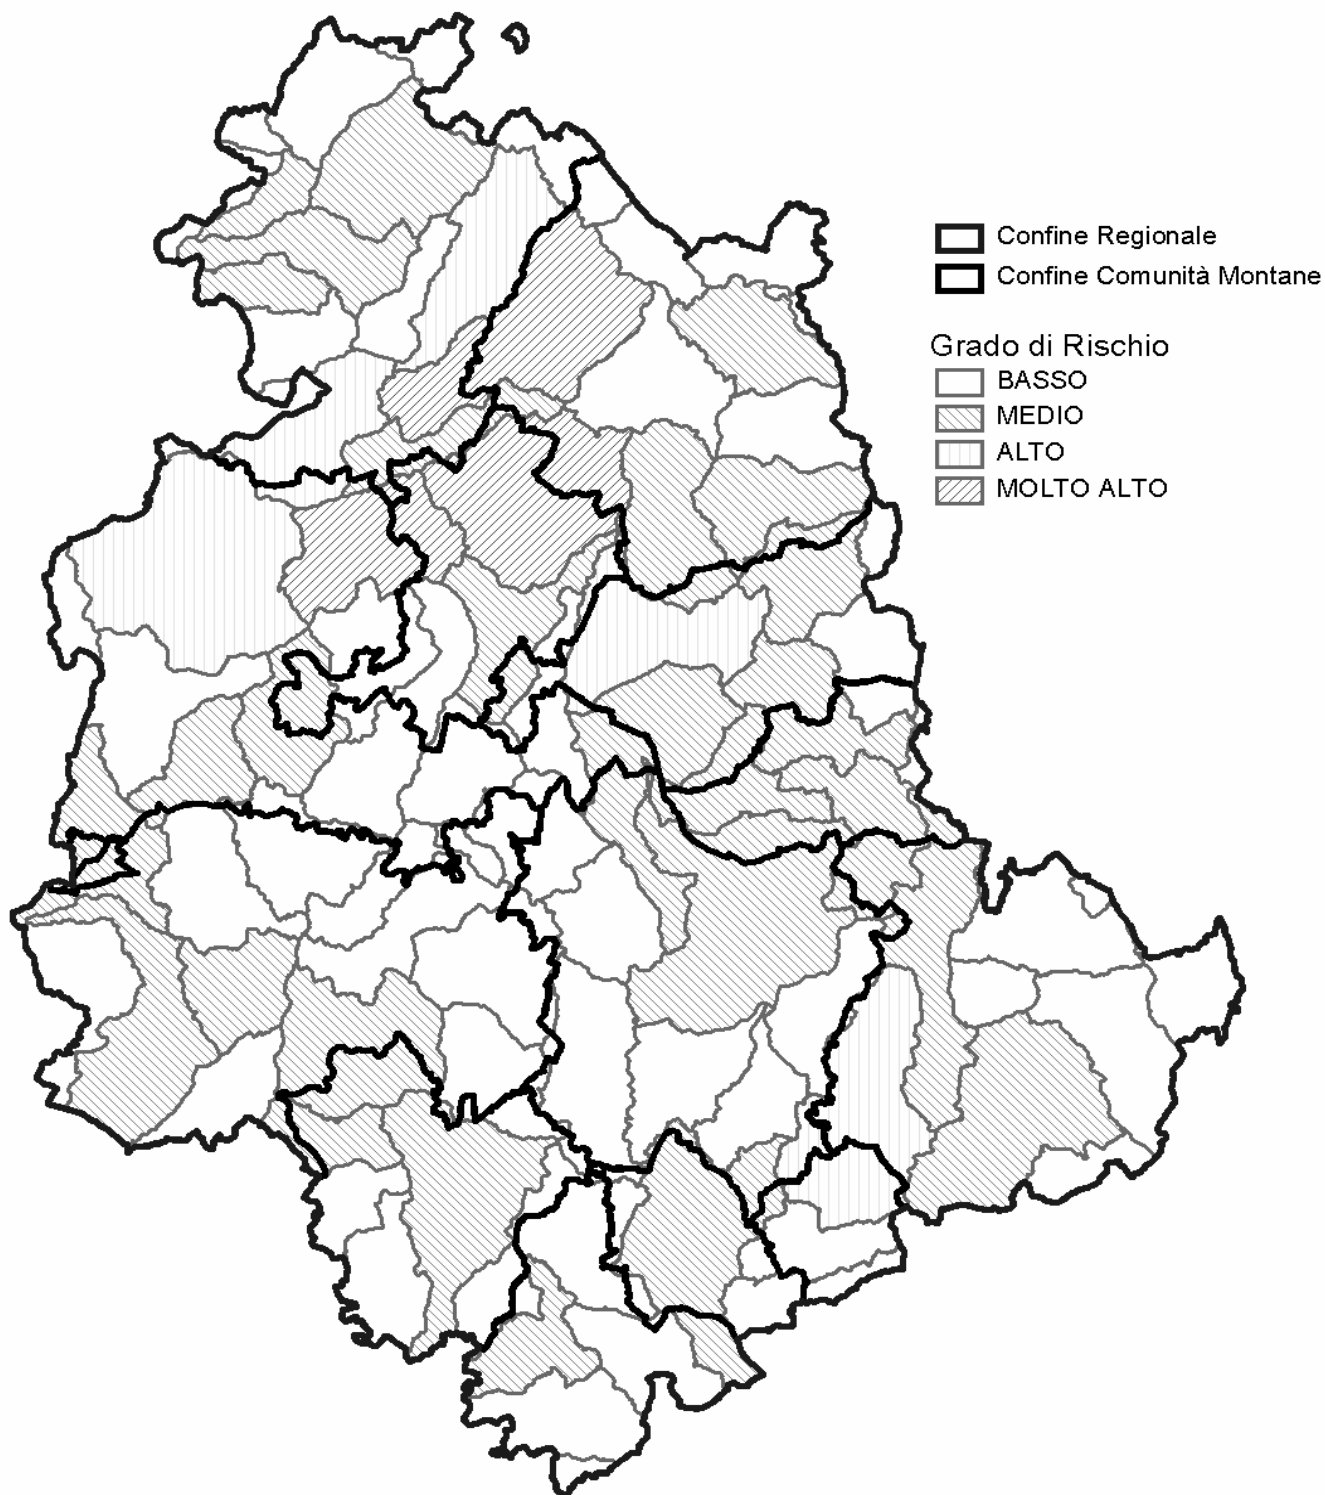 Confine Regionale
Confine Comunità Montane
Grado di Rischio
BASSO
MEDIO
ALTO
MOLTO ALTO